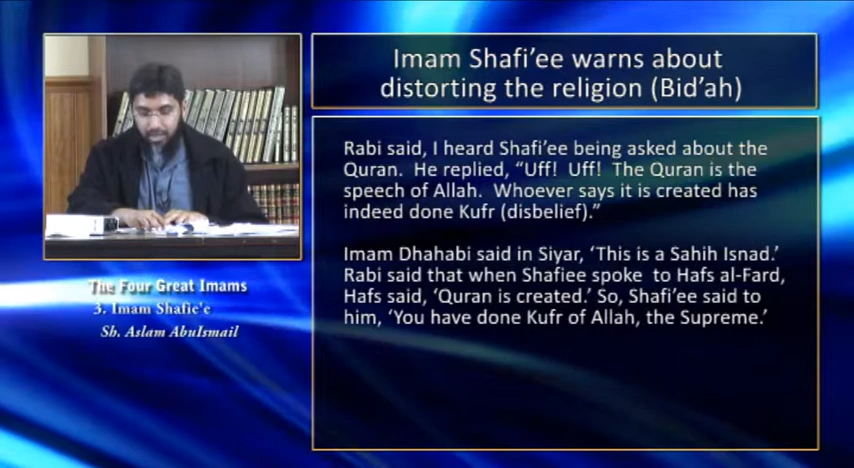 Imam Shafi’ee warns about
distorting the religion (Bid’ah)
Rabi said, I heard Shafi’ee being asked about the
Quran.  He replied, “Uff!  Uff!  The Quran is the
speech of Allah.  Whoever says it is created has
indeed done Kufr (disbelief).”
Imam Dhahabi said in Siyar, ‘This is a Sahih Isnad.’
Rabi said that when Shafiee spoke  to Hafs al-Fard,
Hafs said, ‘Quran is created.’ So, Shafi’ee said to
him, ‘You have done Kufr of Allah, the Supreme.’
The Four Great Imams
3. Imam Shafie'e
Sh. Aslam AbuIsmail